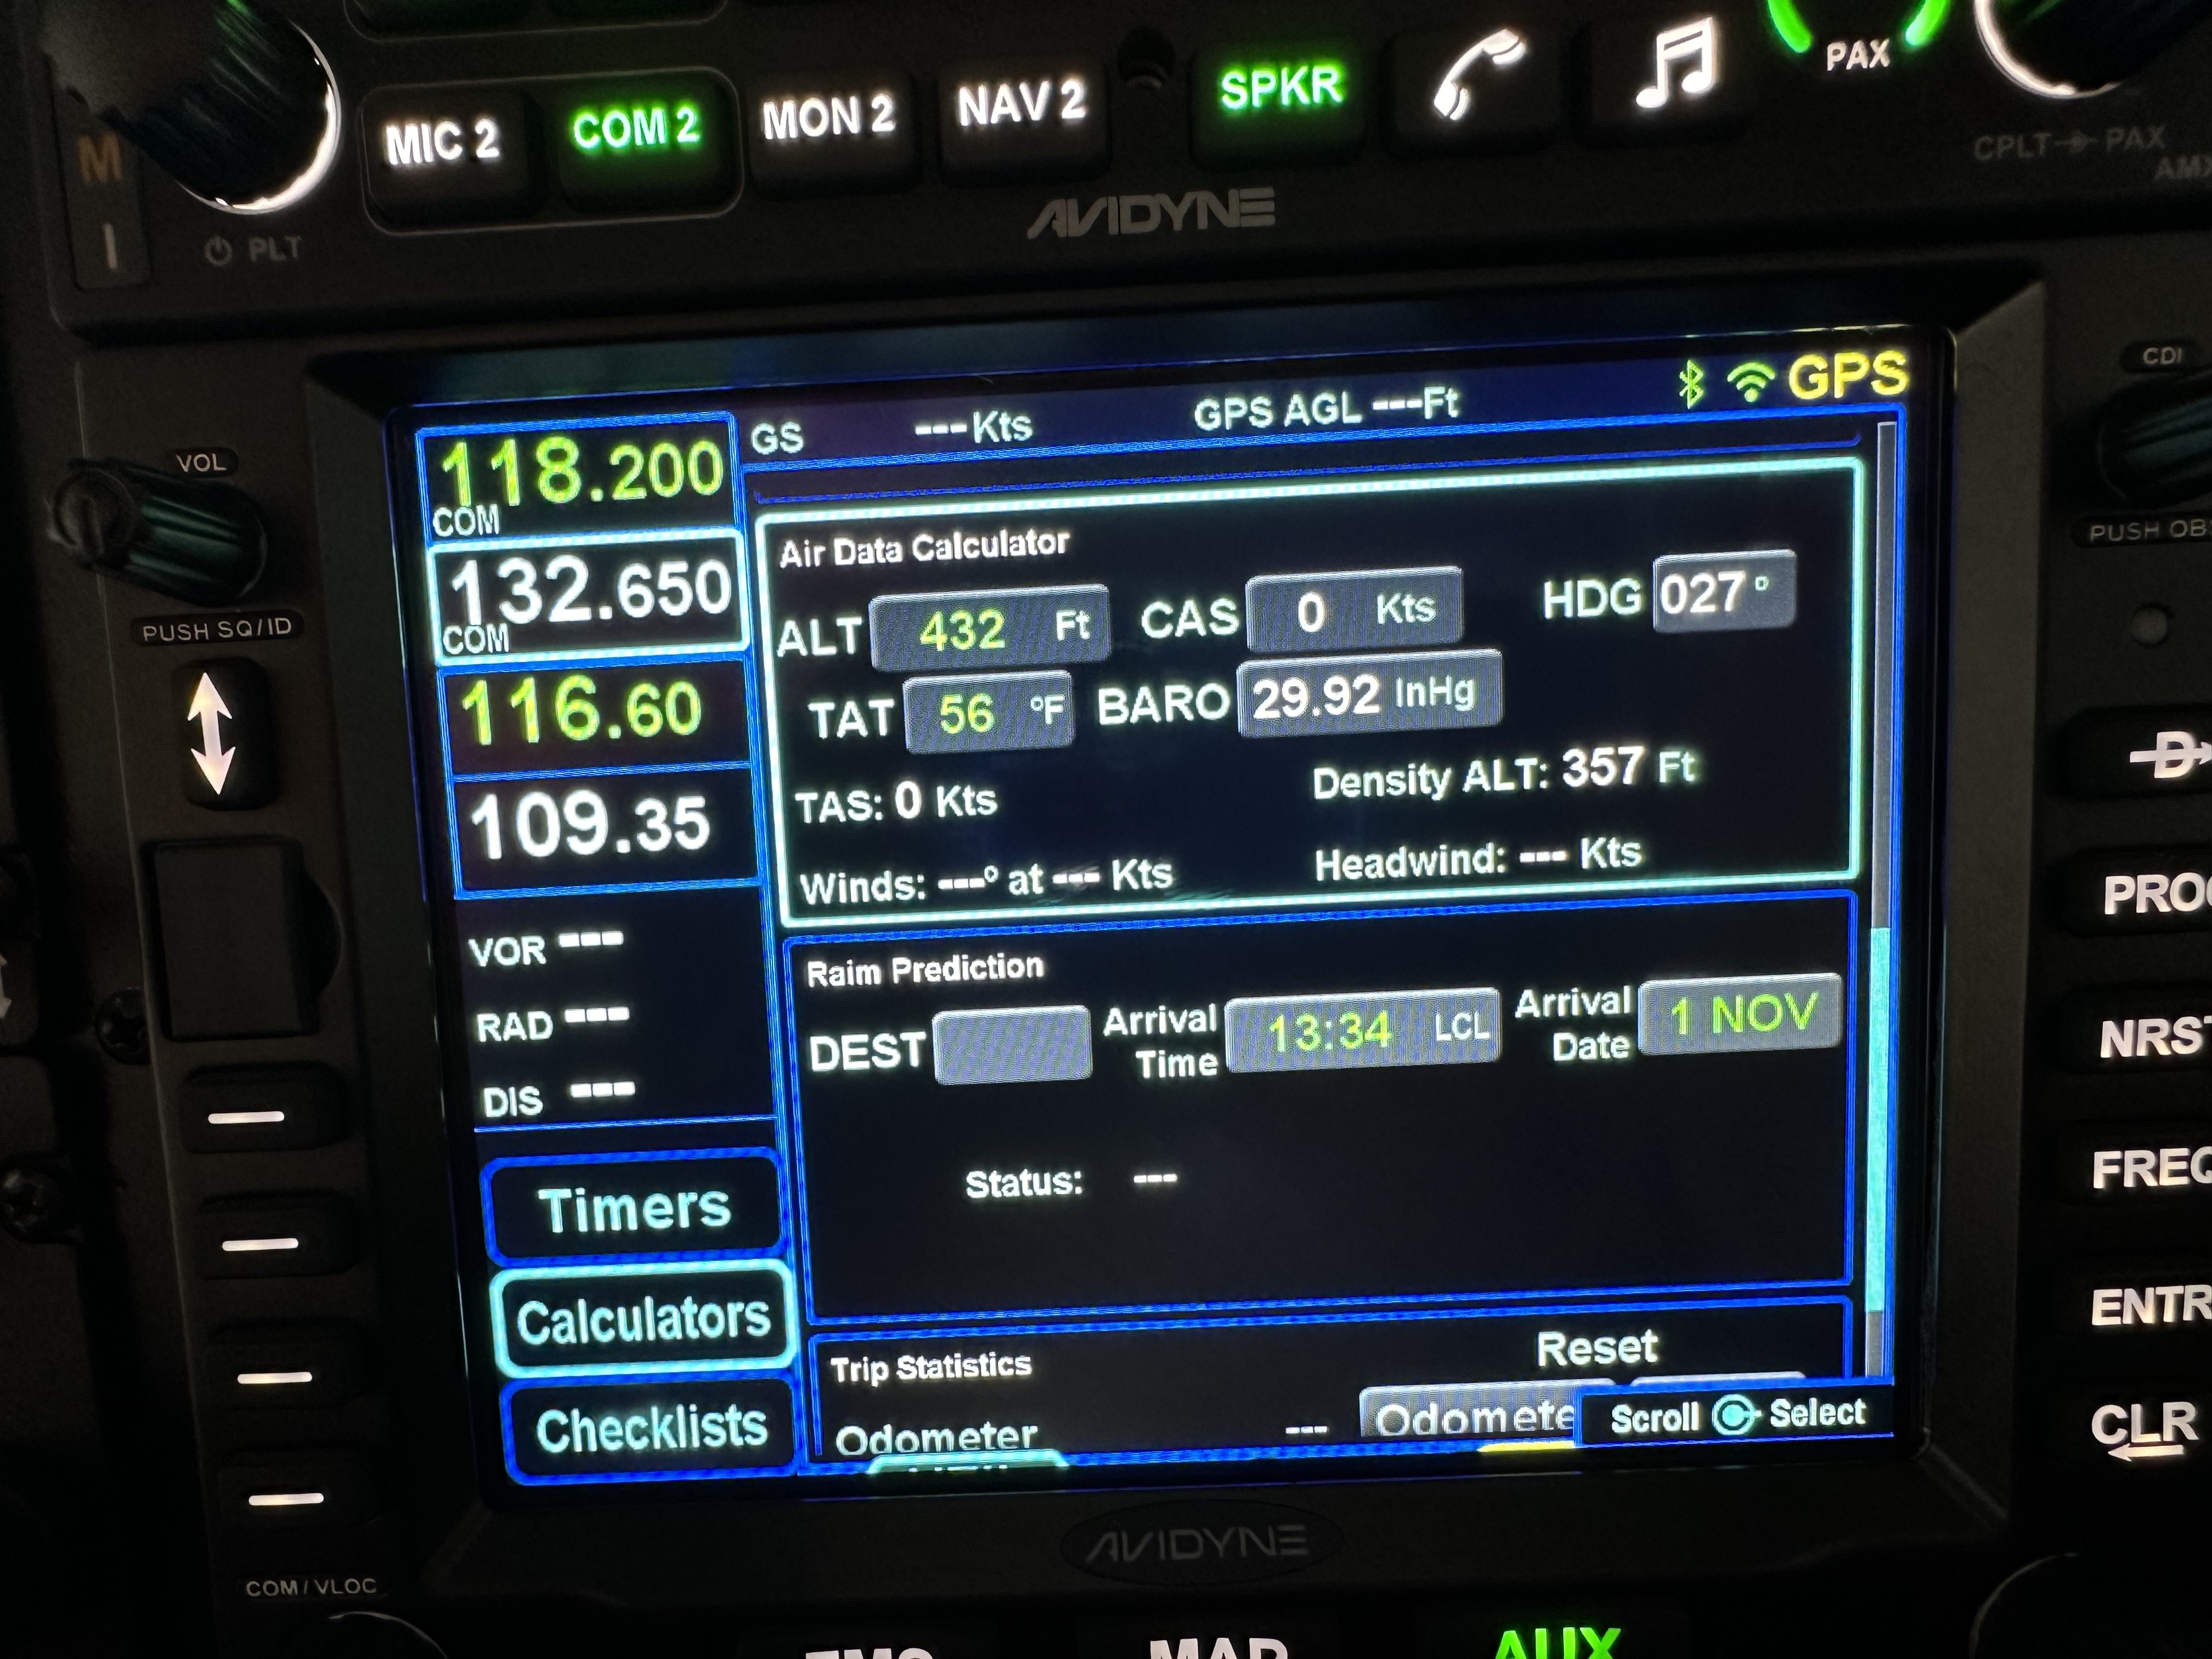 MIC 2 COM 2 MON 2 NAV 2 SPKR PAX
M
I
PLT
CPLT PAX
AVIDYNE
CDI
GS ---Kts GPS AGL ---Ft GPS
VOL
118.200
COM
PUSH SQ/ID
132.650
COM
116.60
109.35
VOR ---
RAD ---
DIS ---
Timers
Calculators
Checklists
Air Data Calculator
ALT 432 Ft CAS 0 Kts HDG 027°
TAT 56 °F BARO 29.92 InHg
TAS: 0 Kts Density ALT: 357 Ft
Winds: ---° at --- Kts Headwind: --- Kts
Raim Prediction
DEST Arrival Time 13:34 LCL Arrival Date 1 NOV
Status: ---
Trip Statistics Reset
Odometer --- Odomete
Scroll Select
PUSH OB
D
PROG
NRS
FREQ
ENTR
CLR
AVIDYNE
COM/VLOC
MAP
AUX